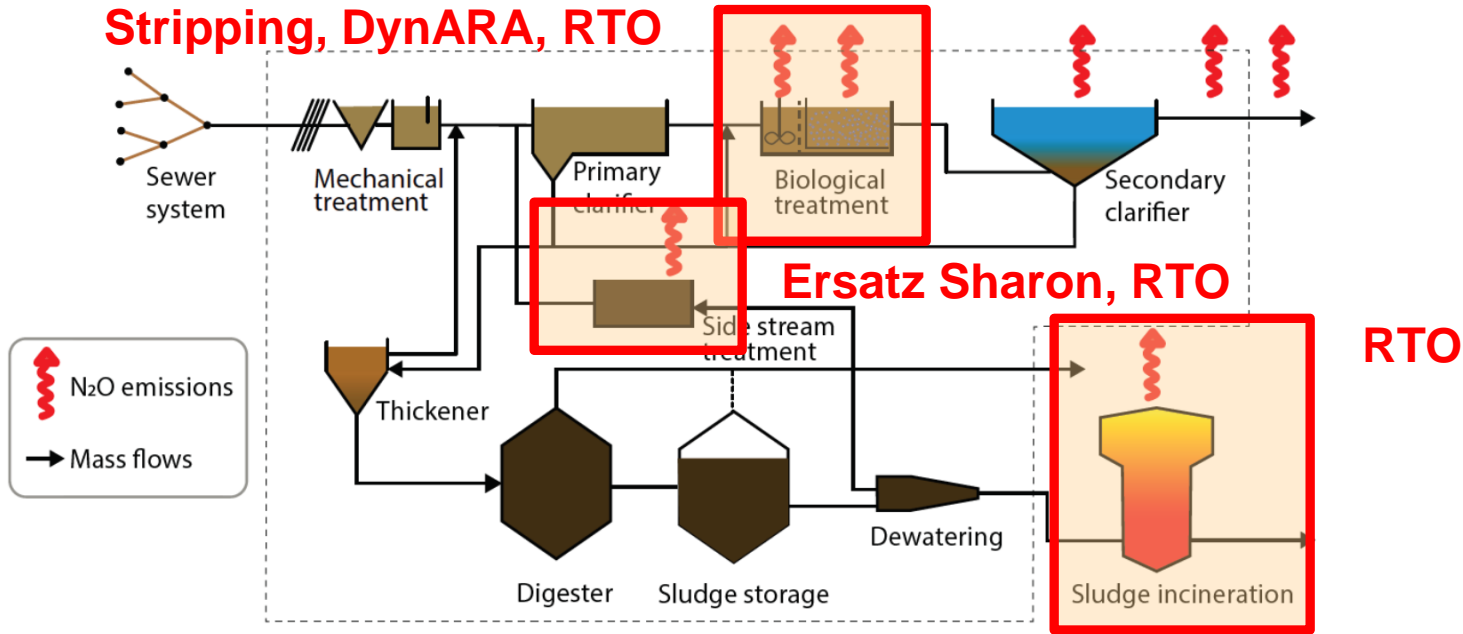 Stripping, DynARA, RTO
Sewer
system
Mechanical
treatment
Primary
clarifier
Biological
treatment
Secondary
clarifier
Ersatz Sharon, RTO
Side stream
treatment
RTO
N₂O emissions
Mass flows
Thickener
Digester
Sludge storage
Dewatering
Sludge incineration